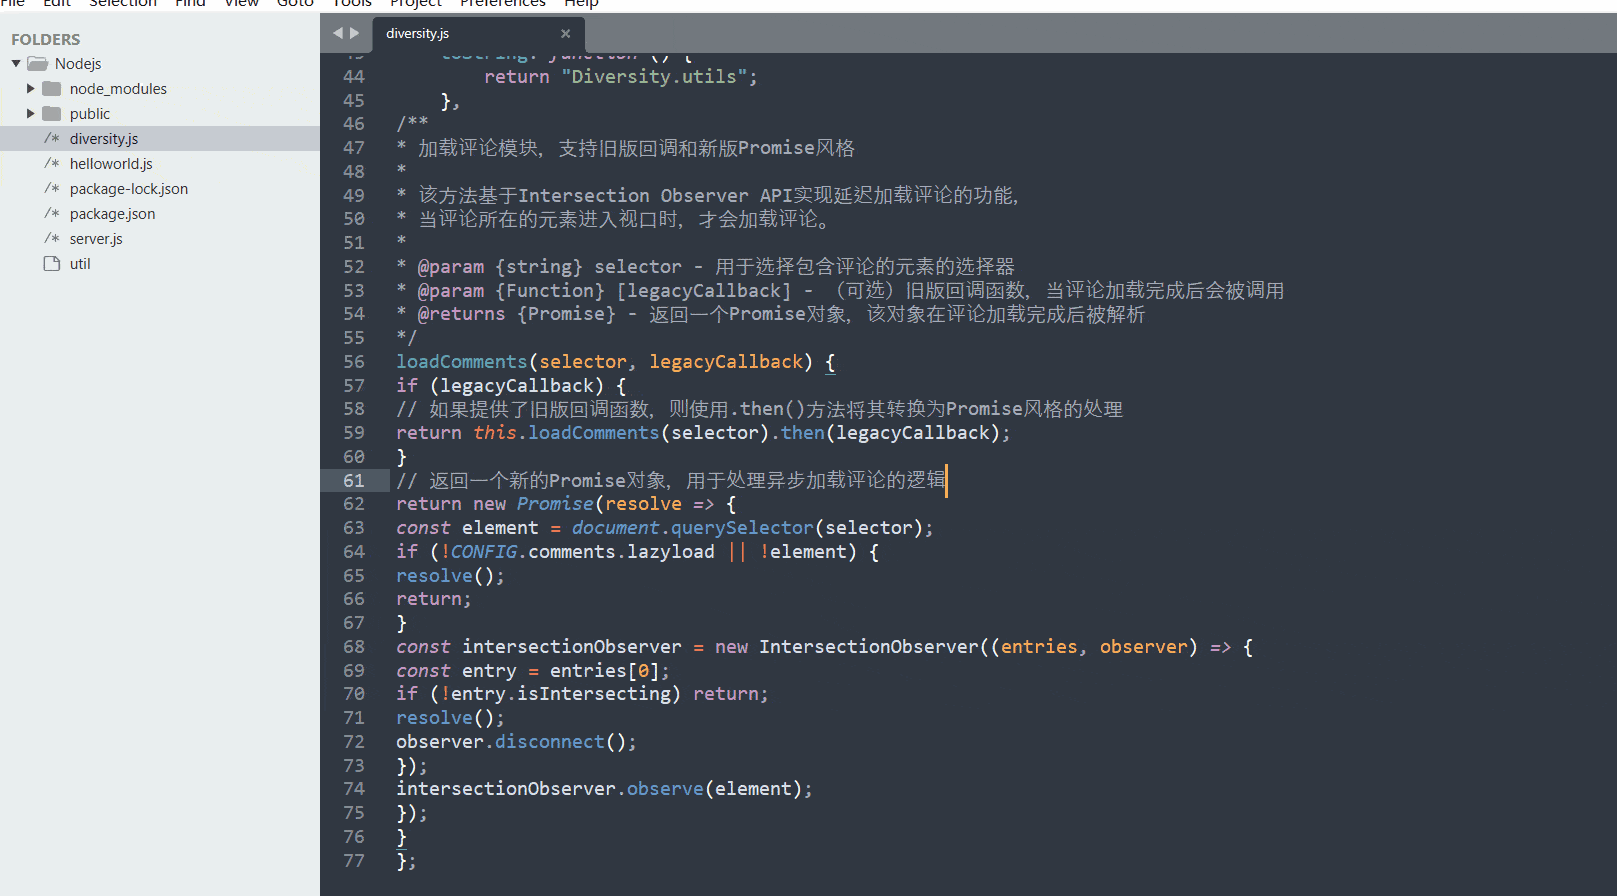 File Edit Selection Find View Goto Tools Project Preferences Help
FOLDERS
Nodejs
node_modules
public
/* diversity.js
/* helloworld.js
/* package-lock.json
/* package.json
/* server.js
util
diversity.js ×
43 toString: function () {
44 return "Diversity.utils";
45 },
46 /**
47 * 加载评论模块，支持旧版回调和新版Promise风格
48 *
49 * 该方法基于Intersection Observer API实现延迟加载评论的功能，
50 * 当评论所在的元素进入视口时，才会加载评论。
51 *
52 * @param {string} selector - 用于选择包含评论的元素的选择器
53 * @param {Function} [legacyCallback] - （可选）旧版回调函数，当评论加载完成后会被调用
54 * @returns {Promise} - 返回一个Promise对象，该对象在评论加载完成后被解析
55 */
56 loadComments(selector, legacyCallback) {
57 if (legacyCallback) {
58 // 如果提供了旧版回调函数，则使用.then()方法将其转换为Promise风格的处理
59 return this.loadComments(selector).then(legacyCallback);
60 }
61 // 返回一个新的Promise对象，用于处理异步加载评论的逻辑
62 return new Promise(resolve => {
63 const element = document.querySelector(selector);
64 if (!CONFIG.comments.lazyload || !element) {
65 resolve();
66 return;
67 }
68 const intersectionObserver = new IntersectionObserver((entries, observer) => {
69 const entry = entries[0];
70 if (!entry.isIntersecting) return;
71 resolve();
72 observer.disconnect();
73 });
74 intersectionObserver.observe(element);
75 });
76 }
77 };